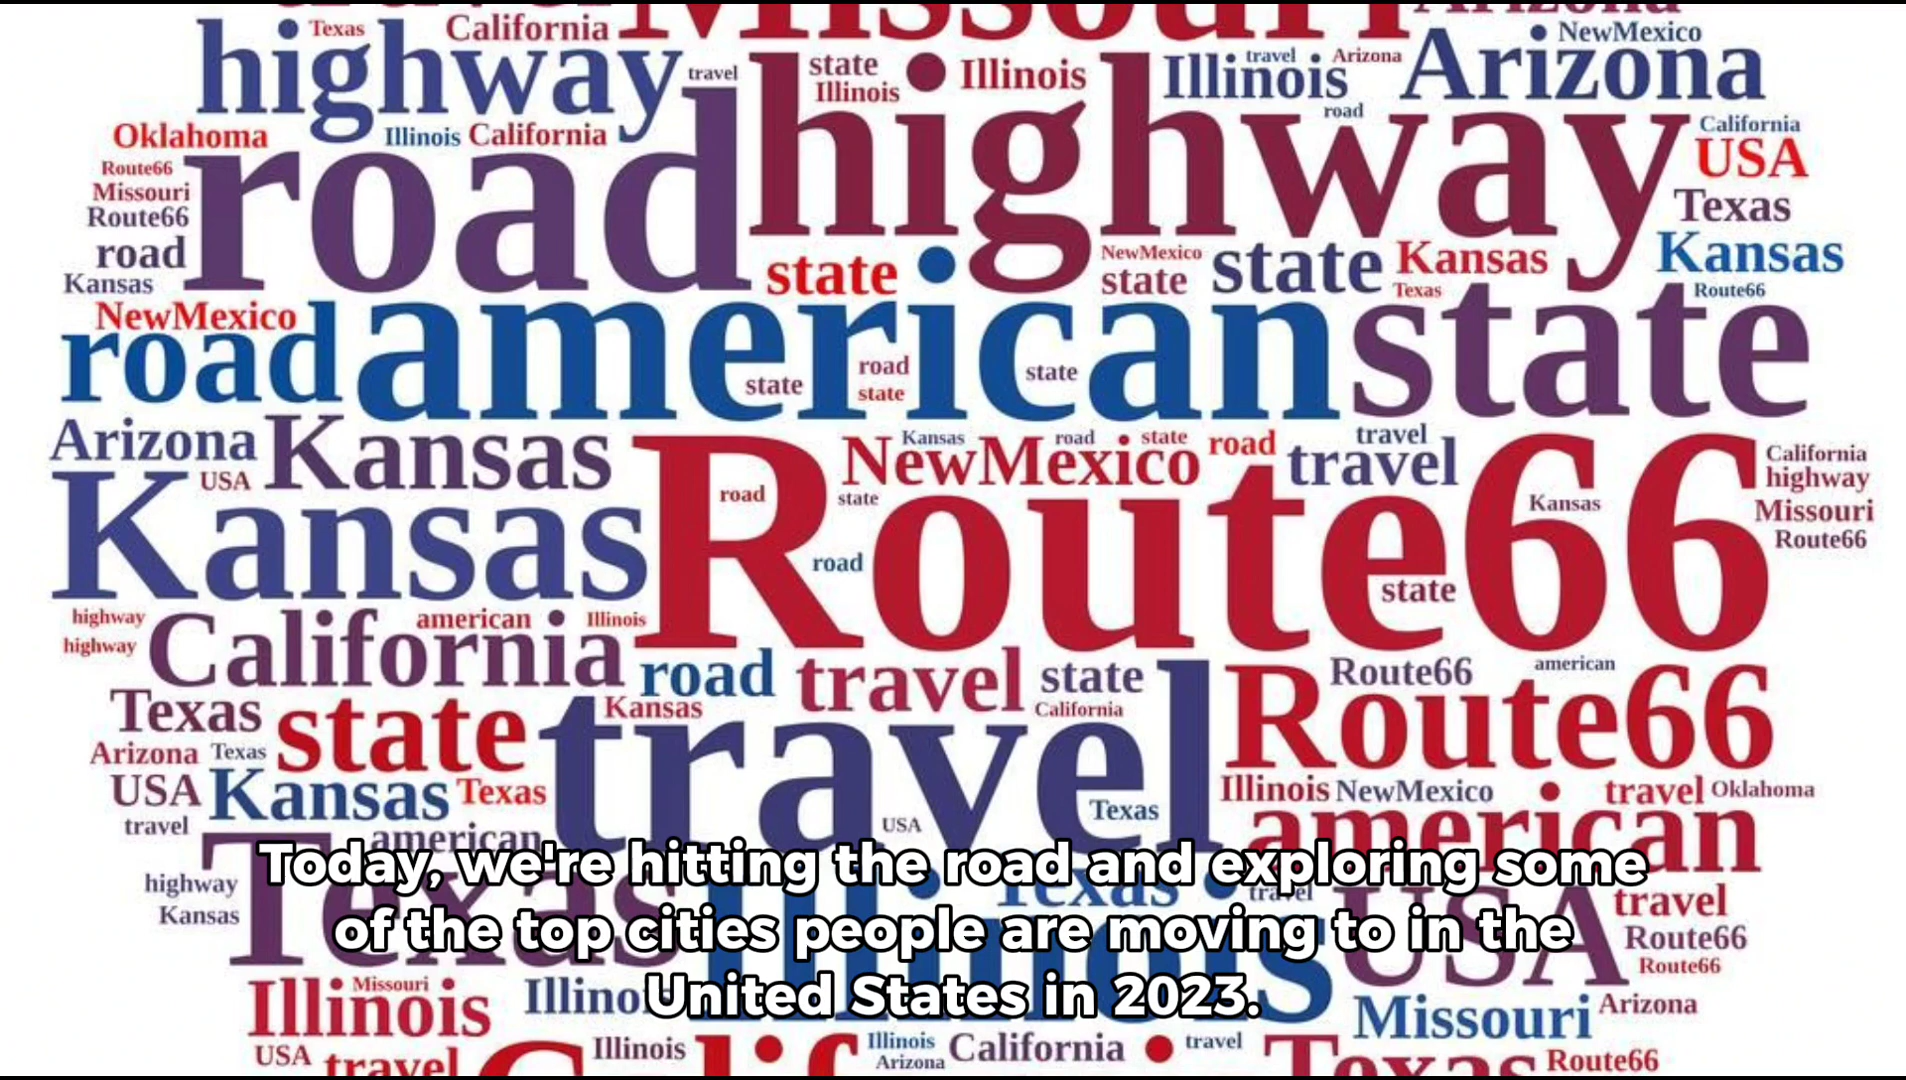 Missouri
Texas
California
highway
travel
state
Illinois
Illinois
travel
Arizona
Illinois
NewMexico
Arizona
road
highway
Oklahoma
Illinois
California
road
California
USA
Route66
Missouri
Route66
road
Kansas
Texas
Kansas
NewMexico
state
state
state
Kansas
Texas
Route66
NewMexico
road
american
state
state
road
state
state
Arizona
Kansas
USA
Kansas
Route66
NewMexico
Kansas
road
state
road
travel
travel
California
highway
Missouri
Route66
road
state
road
Kansas
state
highway
highway
California
american
Illinois
road
travel
state
California
Route66
american
Route66
Texas
state
Kansas
travel
Arizona
Texas
USA
Kansas
Texas
travel
american
USA
Texas
Illinois
NewMexico
travel
Oklahoma
american
highway
Kansas
Texas
Texas
travel
Illinois
USA
travel
Route66
Route66
Today, we're hitting the road and exploring some
of the top cities people are moving to in the
United States in 2023.
Illinois
Missouri
Missouri
Arizona
USA
travel
Illinois
Illinois
Arizona
California
travel
Texas
Route66